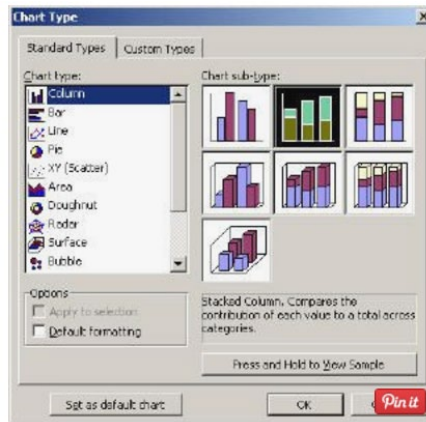 Chart Type
Standard Types
Custom Types
Chart type:
Column
Bar
Line
Pie
XY (Scatter)
Area
Doughnut
Radar
Surface
Bubble
Chart sub-type:
Options
Apply to selection
Default formatting
Stacked Column. Compares the
contribution of each value to a total across
categories.
Press and Hold to View Sample
Set as default chart
OK
Pin it